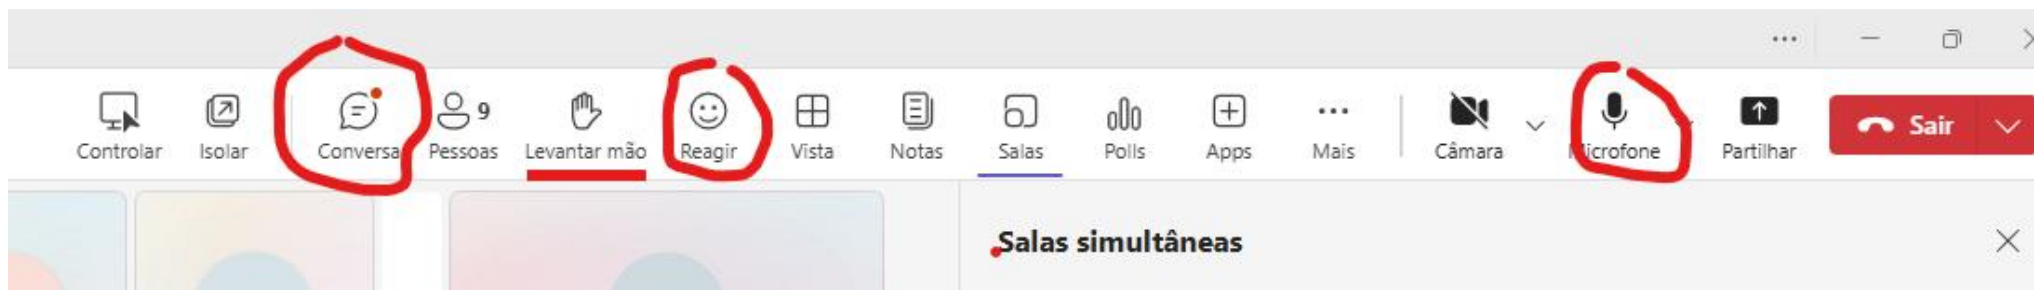 Controlar Isolar Conversa Pessoas 9 Levantar mão Reagir Vista Notas Salas Polls Apps Mais Câmara Microfone Partilhar Sair
Salas simultâneas